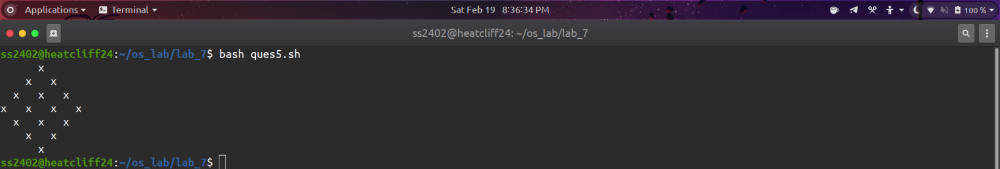 Applications Terminal Sat Feb 19 8:36:34 PM 100 %
ss2402@heatcliff24: ~/os_lab/lab_7
ss2402@heatcliff24:~/os_lab/lab_7$ bash ques5.sh
      x
    x   x
  x   x   x
x   x   x   x
  x   x   x
    x   x
      x
ss2402@heatcliff24:~/os_lab/lab_7$